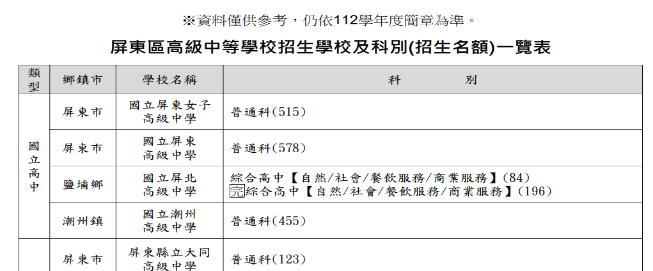 ※資料僅供參考，仍依112學年度簡章為準。
屏東區高級中等學校招生學校及科別(招生名額)一覽表
類型 鄉鎮市 學校名稱 科 別
國立高中
屏東市 國立屏東女子高級中學 普通科(515)
屏東市 國立屏東高級中學 普通科(578)
鹽埔鄉 國立屏北高級中學 綜合高中【自然/社會/餐飲服務/商業服務】(84)
完綜合高中【自然/社會/餐飲服務/商業服務】(196)
潮州鎮 國立潮州高級中學 普通科(455)
屏東市 屏東縣立大同高級中學 普通科(123)